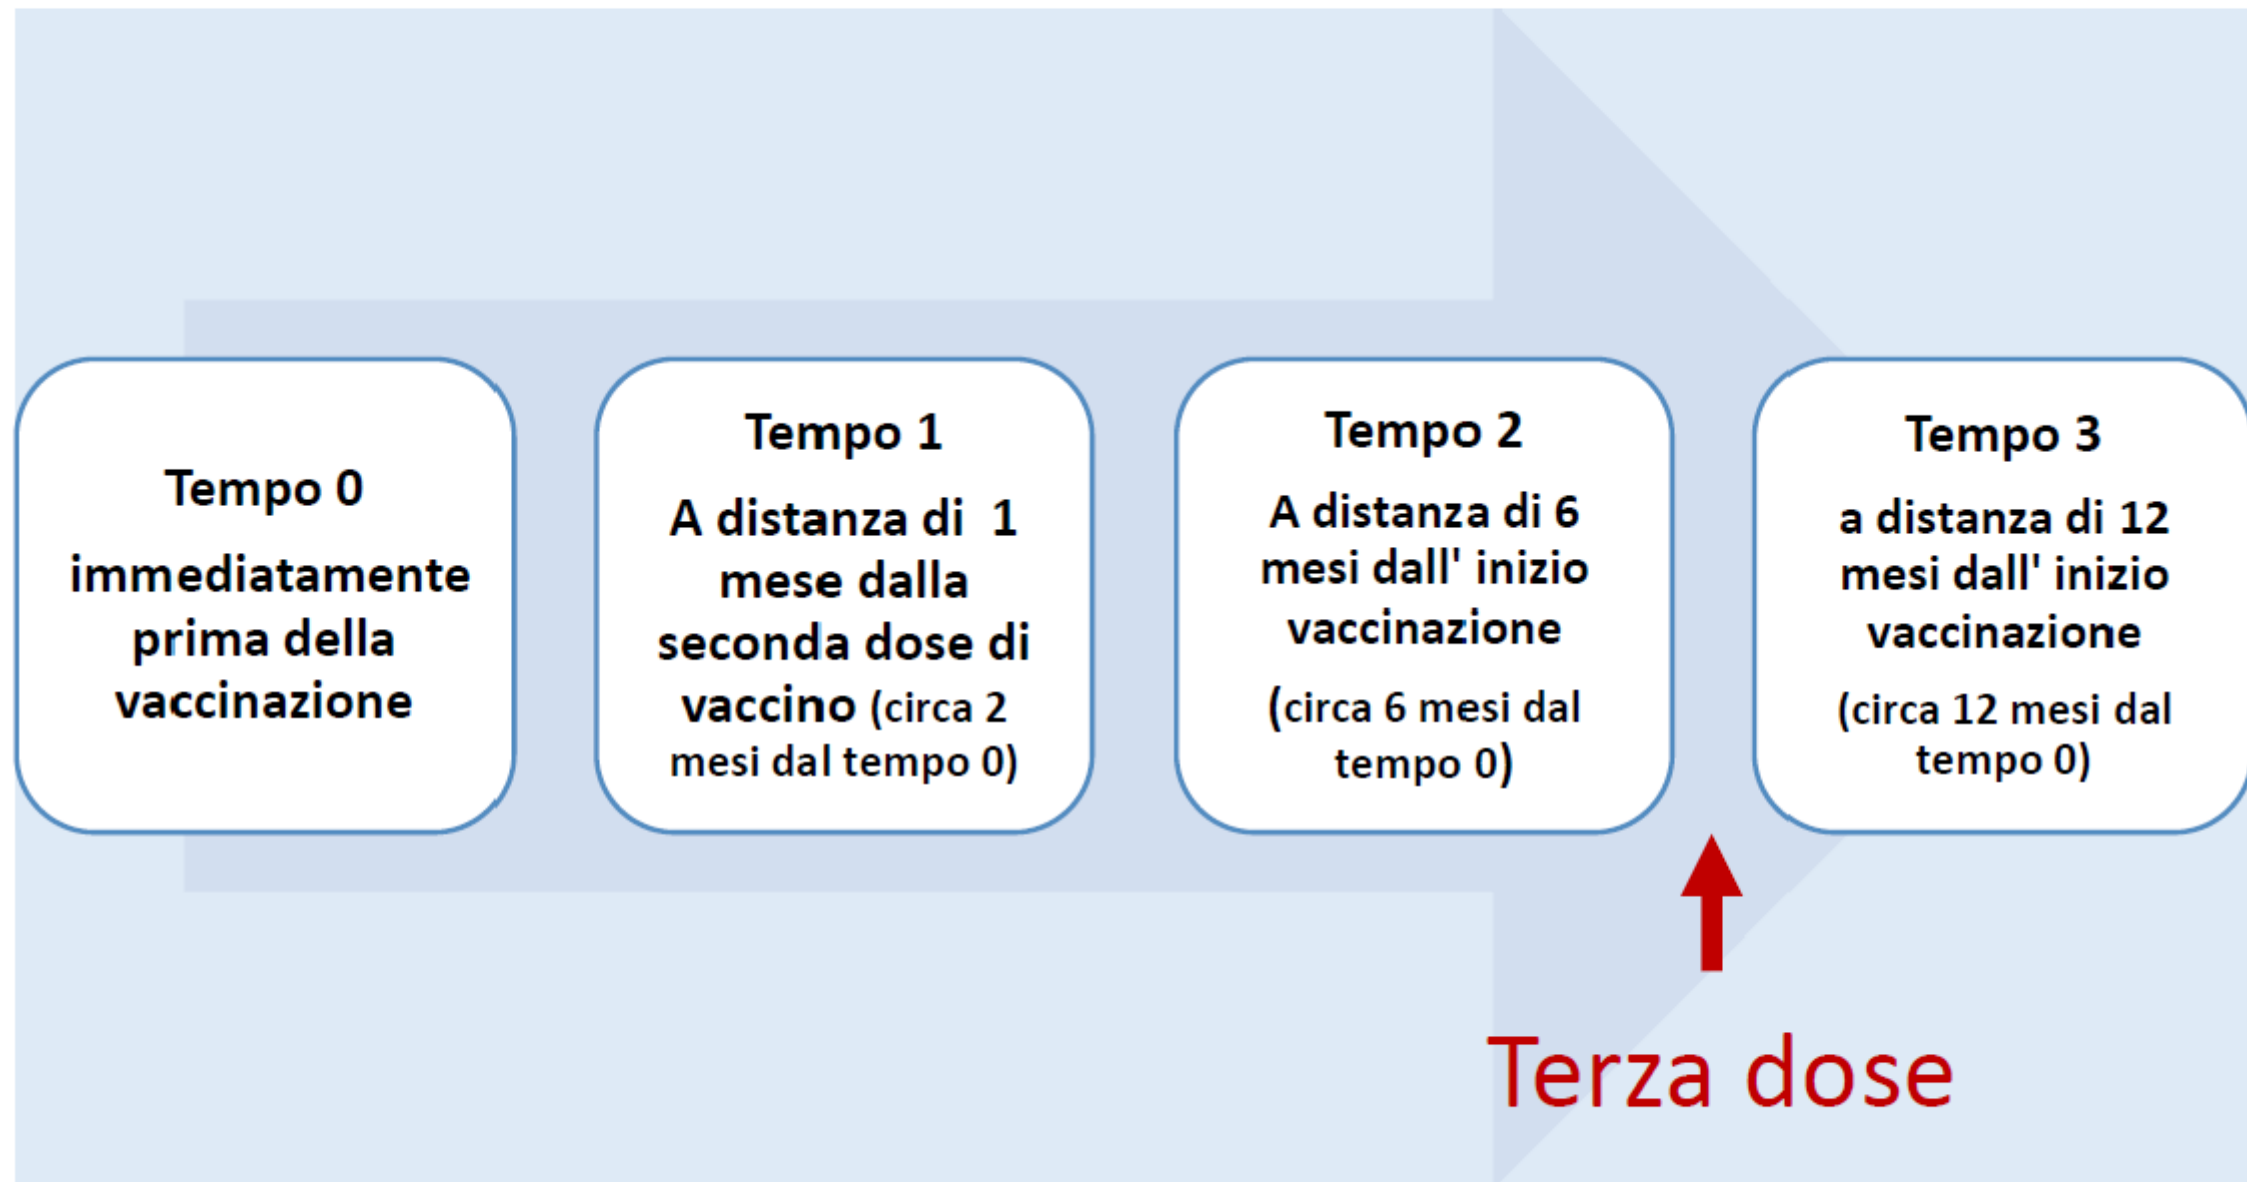 Tempo 0
immediatamente
prima della
vaccinazione
Tempo 1
A distanza di 1
mese dalla
seconda dose di
vaccino (circa 2
mesi dal tempo 0)
Tempo 2
A distanza di 6
mesi dall' inizio
vaccinazione
(circa 6 mesi dal
tempo 0)
Tempo 3
a distanza di 12
mesi dall' inizio
vaccinazione
(circa 12 mesi dal
tempo 0)
Terza dose